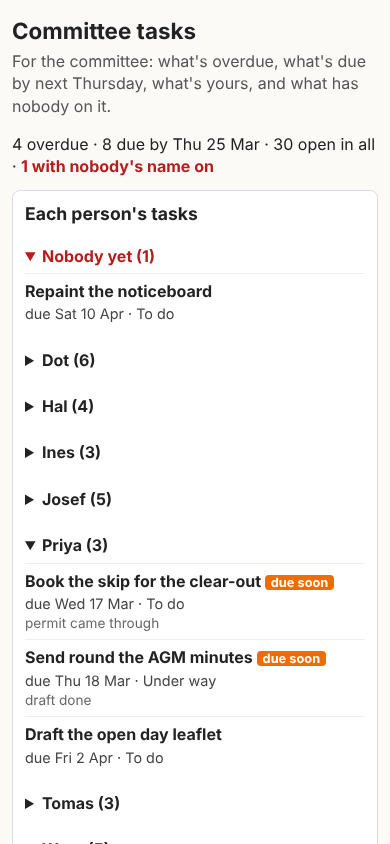 Committee tasks
For the committee: what's overdue, what's due
by next Thursday, what's yours, and what has
nobody on it.
4 overdue · 8 due by Thu 25 Mar · 30 open in all
· 1 with nobody's name on
Each person's tasks
▼ Nobody yet (1)
Repaint the noticeboard
due Sat 10 Apr · To do
▶ Dot (6)
▶ Hal (4)
▶ Ines (3)
▶ Josef (5)
▼ Priya (3)
Book the skip for the clear-out due soon
due Wed 17 Mar · To do
permit came through
Send round the AGM minutes due soon
due Thu 18 Mar · Under way
draft done
Draft the open day leaflet
due Fri 2 Apr · To do
▶ Tomas (3)